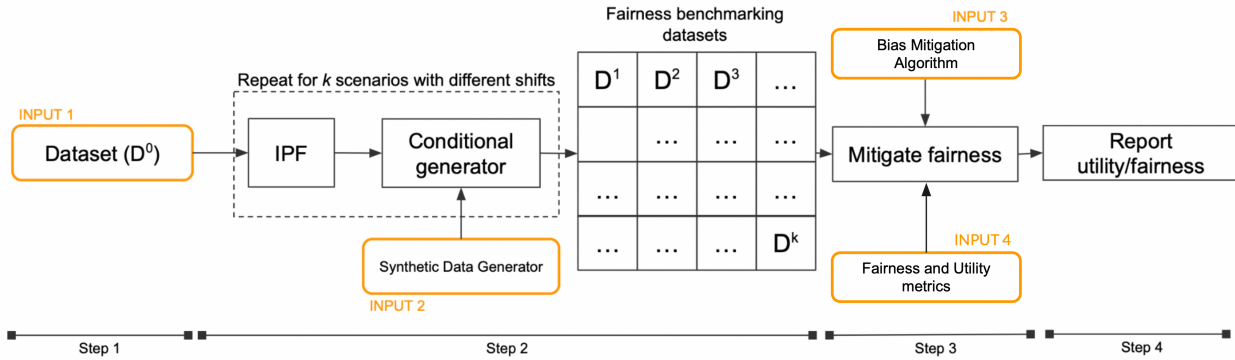 Fairness benchmarking
datasets
INPUT 3
Bias Mitigation
Algorithm
Repeat for k scenarios with different shifts
INPUT 1
Dataset (D⁰)
IPF
Conditional
generator
D¹ D² D³ ...
... ... ...
... ... ... ...
... ... ... Dᵏ
Mitigate fairness
Report
utility/fairness
Synthetic Data Generator
INPUT 2
INPUT 4
Fairness and Utility
metrics
Step 1
Step 2
Step 3
Step 4